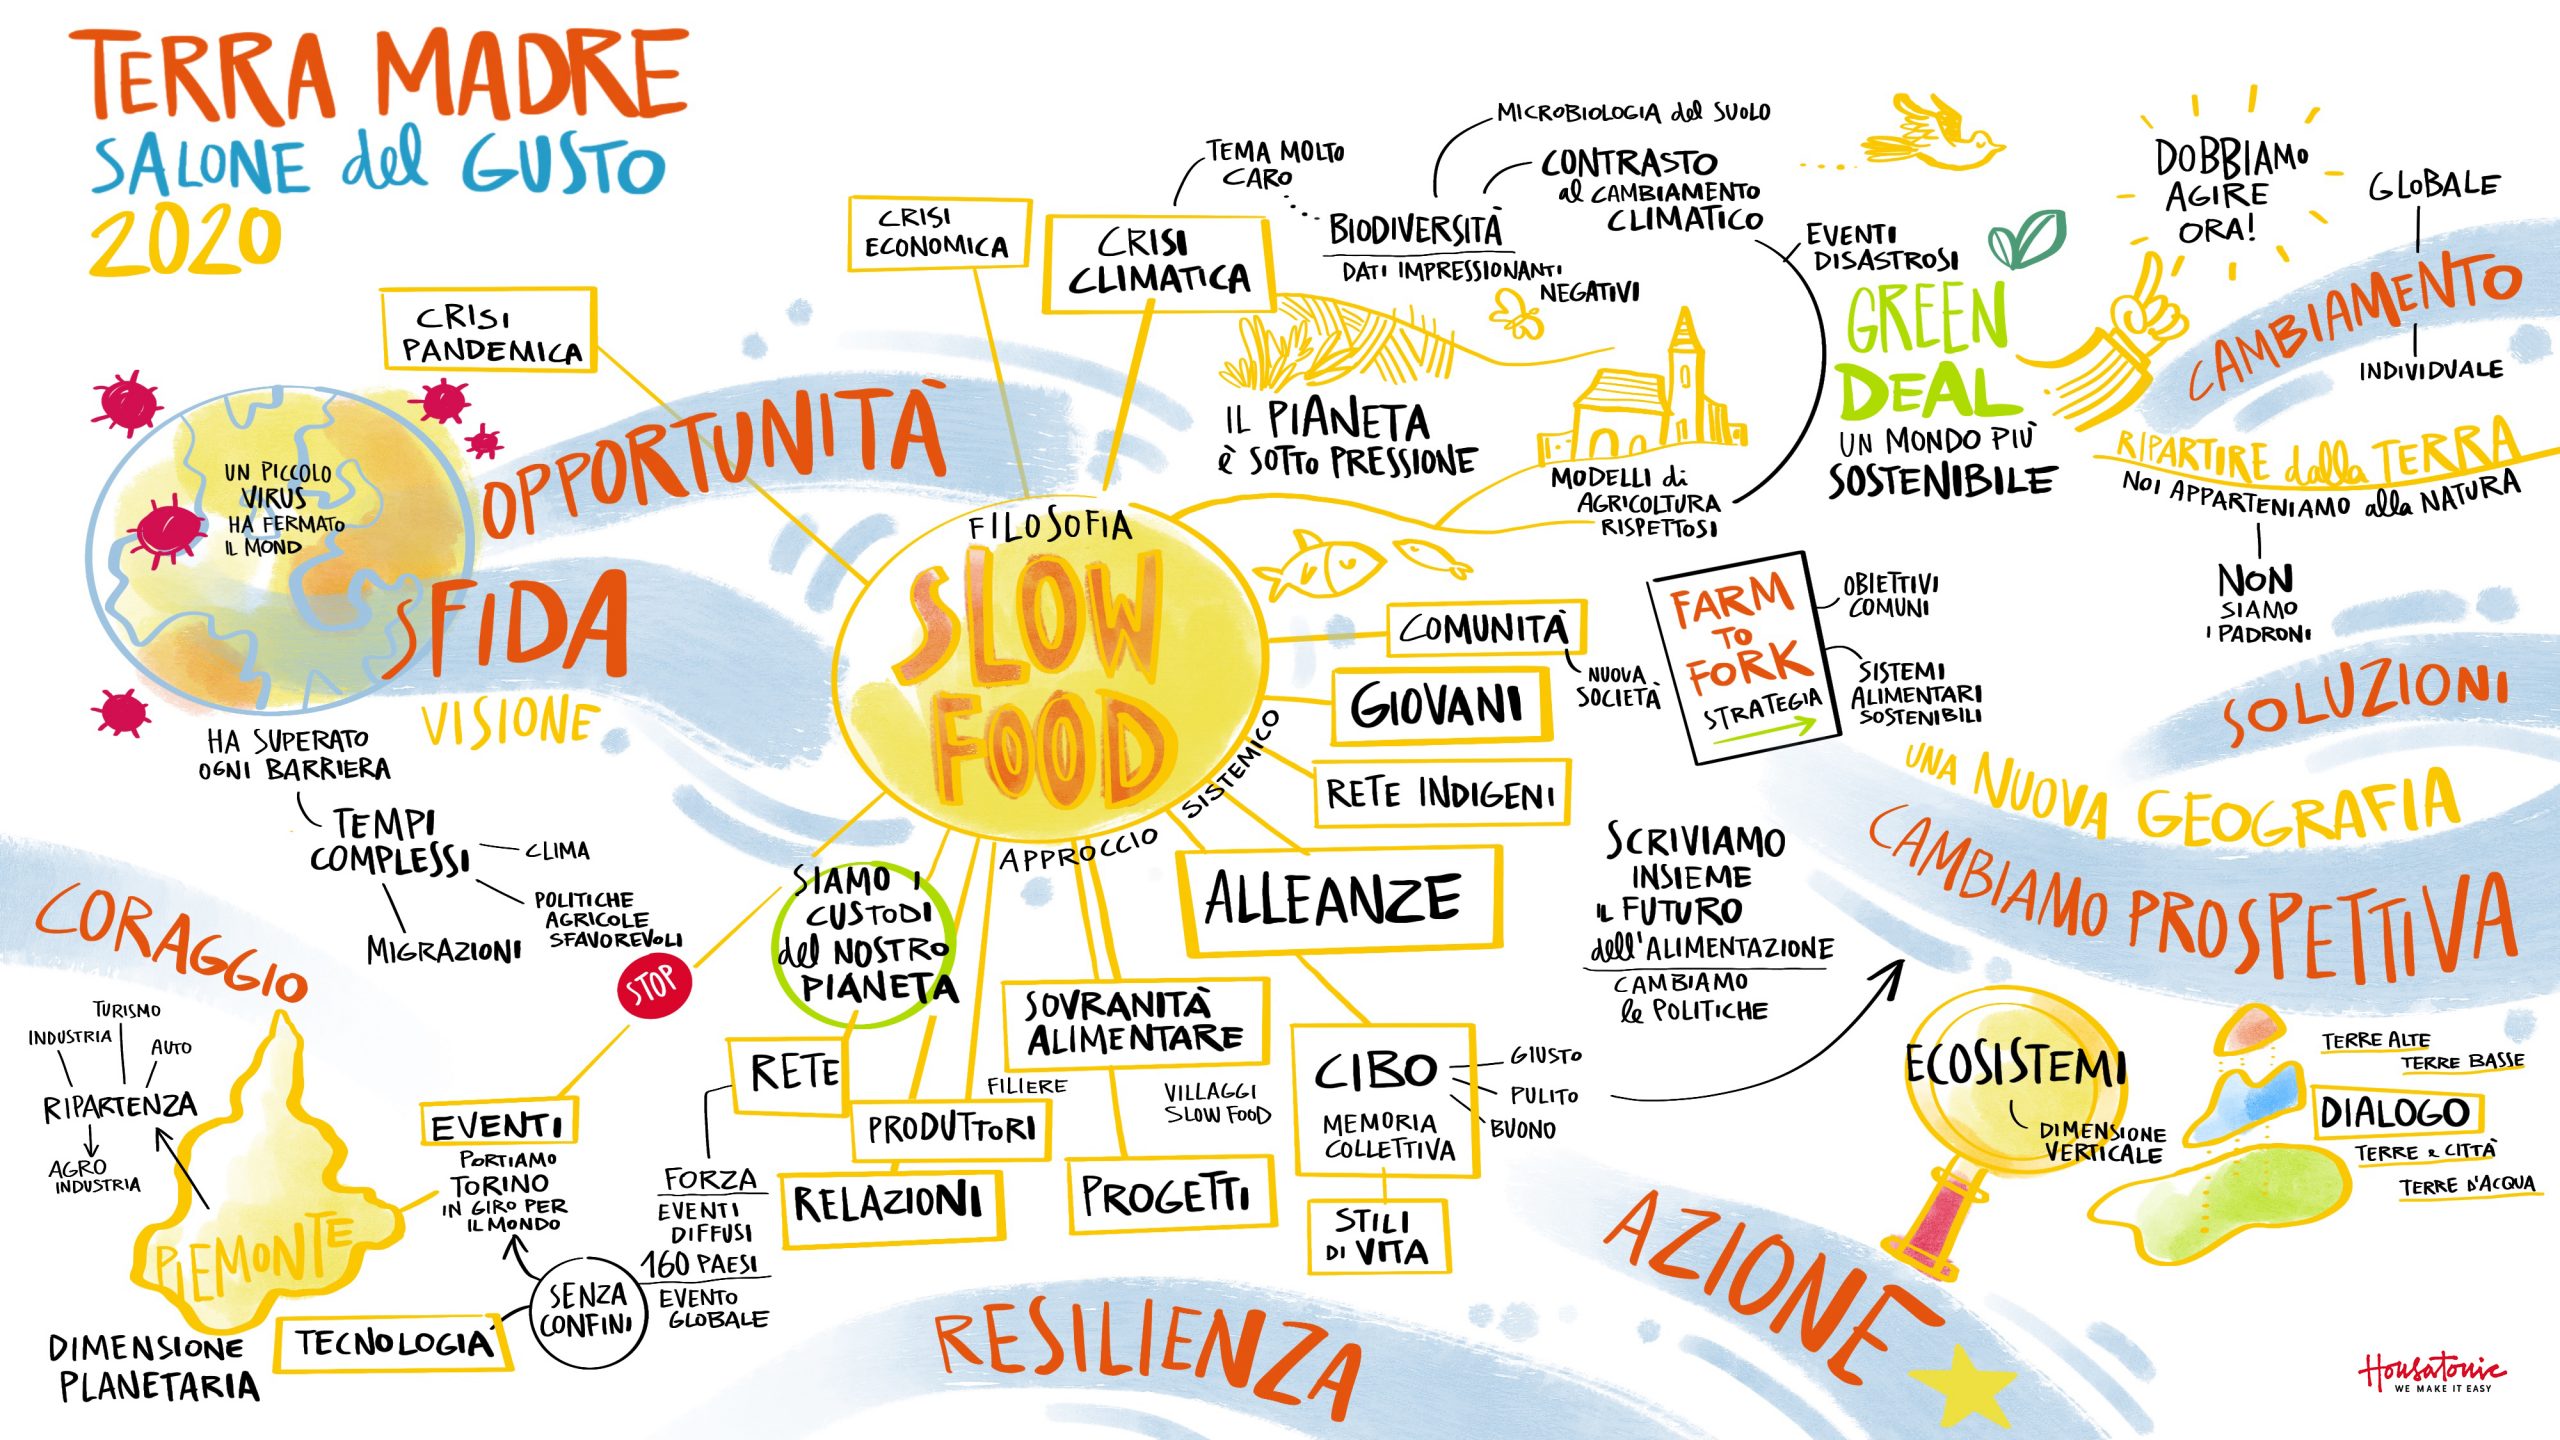 TERRA MADRE
SALONE del GUSTO
2020
CRISI
PANDEMICA
CRISI
ECONOMICA
CRISI
CLIMATICA
TEMA MOLTO
CARO
BIODIVERSITÀ
DATI IMPRESSIONANTI
NEGATIVI
MICROBIOLOGIA del SUOLO
CONTRASTO
al CAMBIAMENTO
CLIMATICO
EVENTI
DISASTROSI
GREEN
DEAL
UN MONDO PIÙ
SOSTENIBILE
DOBBIAMO
AGIRE
ORA!
GLOBALE
CAMBIAMENTO
INDIVIDUALE
RIPARTIRE dalla TERRA
NOI APPARTENIAMO alla NATURA
NON
SIAMO
I PADRONI
IL PIANETA
è SOTTO PRESSIONE
MODELLI di
AGRICOLTURA
RISPETTOSI
OPPORTUNITÀ
UN PICCOLO
VIRUS
HA FERMATO
IL MOND
SFIDA
VISIONE
HA SUPERATO
OGNI BARRIERA
TEMPI
COMPLESSI
CLIMA
POLITICHE
AGRICOLE
SFAVOREVOLI
MIGRAZIONI
FILOSOFIA
SLOW
FOOD
APPROCCIO SISTEMICO
COMUNITÀ
NUOVA
SOCIETÀ
GIOVANI
RETE INDIGENI
FARM
TO
FORK
STRATEGIA
OBIETTIVI
COMUNI
SISTEMI
ALIMENTARI
SOSTENIBILI
SOLUZIONI
UNA NUOVA GEOGRAFIA
CAMBIAMO PROSPETTIVA
ALLEANZE
SCRIVIAMO
INSIEME
IL FUTURO
dell'ALIMENTAZIONE
CAMBIAMO
le POLITICHE
CORAGGIO
TURISMO
INDUSTRIA
AUTO
RIPARTENZA
AGRO
INDUSTRIA
PIEMONTE
DIMENSIONE
PLANETARIA
STOP
EVENTI
PORTIAMO
TORINO
IN GIRO PER
IL MONDO
TECNOLOGIA
SENZA
CONFINI
SIAMO I
CUSTODI
del NOSTRO
PIANETA
RETE
FORZA
EVENTI
DIFFUSI
160 PAESI
EVENTO
GLOBALE
FILIERE
PRODUTTORI
RELAZIONI
SOVRANITÀ
ALIMENTARE
VILLAGGI
SLOW FOOD
PROGETTI
CIBO
MEMORIA
COLLETTIVA
GIUSTO
PULITO
BUONO
STILI
DI VITA
RESILIENZA
AZIONE
ECOSISTEMI
DIMENSIONE
VERTICALE
TERRE ALTE
TERRE BASSE
DIALOGO
TERRE e CITTÀ
TERRE D'ACQUA
Housatonic
WE MAKE IT EASY